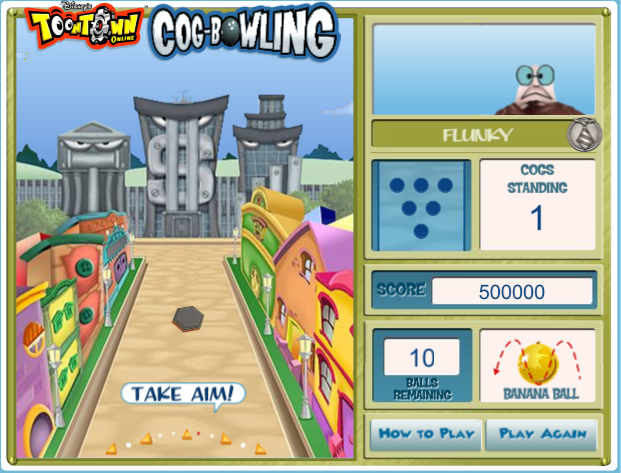 Disney's
TOONTOWN
ONLINE
COG-BOWLING
FLUNKY
COGS
STANDING
1
SCORE 500000
10
BALLS
REMAINING
BANANA BALL
TAKE AIM!
HOW TO PLAY
PLAY AGAIN